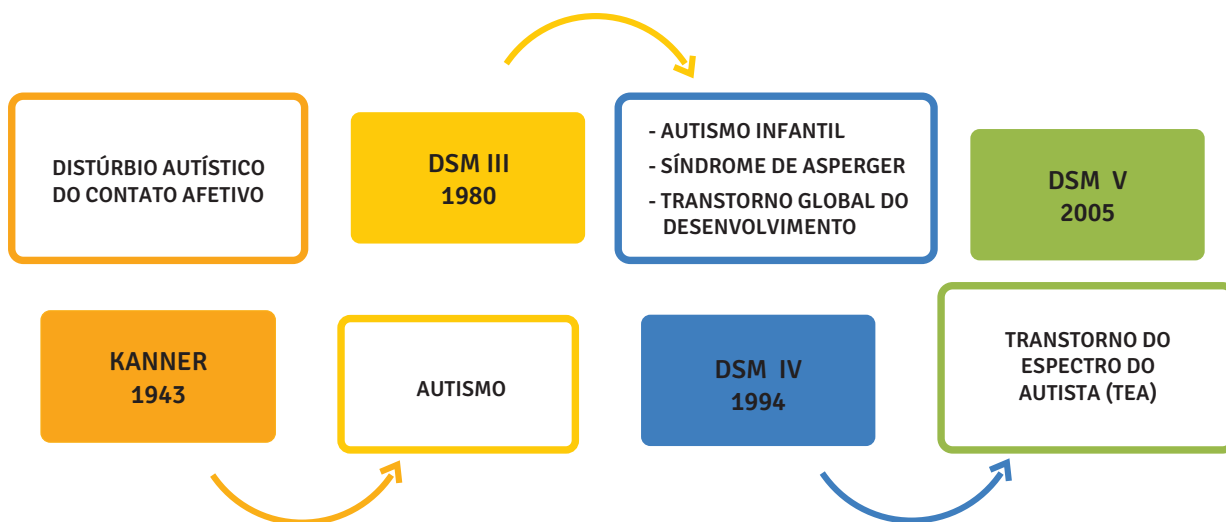 DISTÚRBIO AUTÍSTICO
DO CONTATO AFETIVO
KANNER
1943
DSM III
1980
AUTISMO
- AUTISMO INFANTIL
- SÍNDROME DE ASPERGER
- TRANSTORNO GLOBAL DO
DESENVOLVIMENTO
DSM IV
1994
DSM V
2005
TRANSTORNO DO
ESPECTRO DO
AUTISTA (TEA)